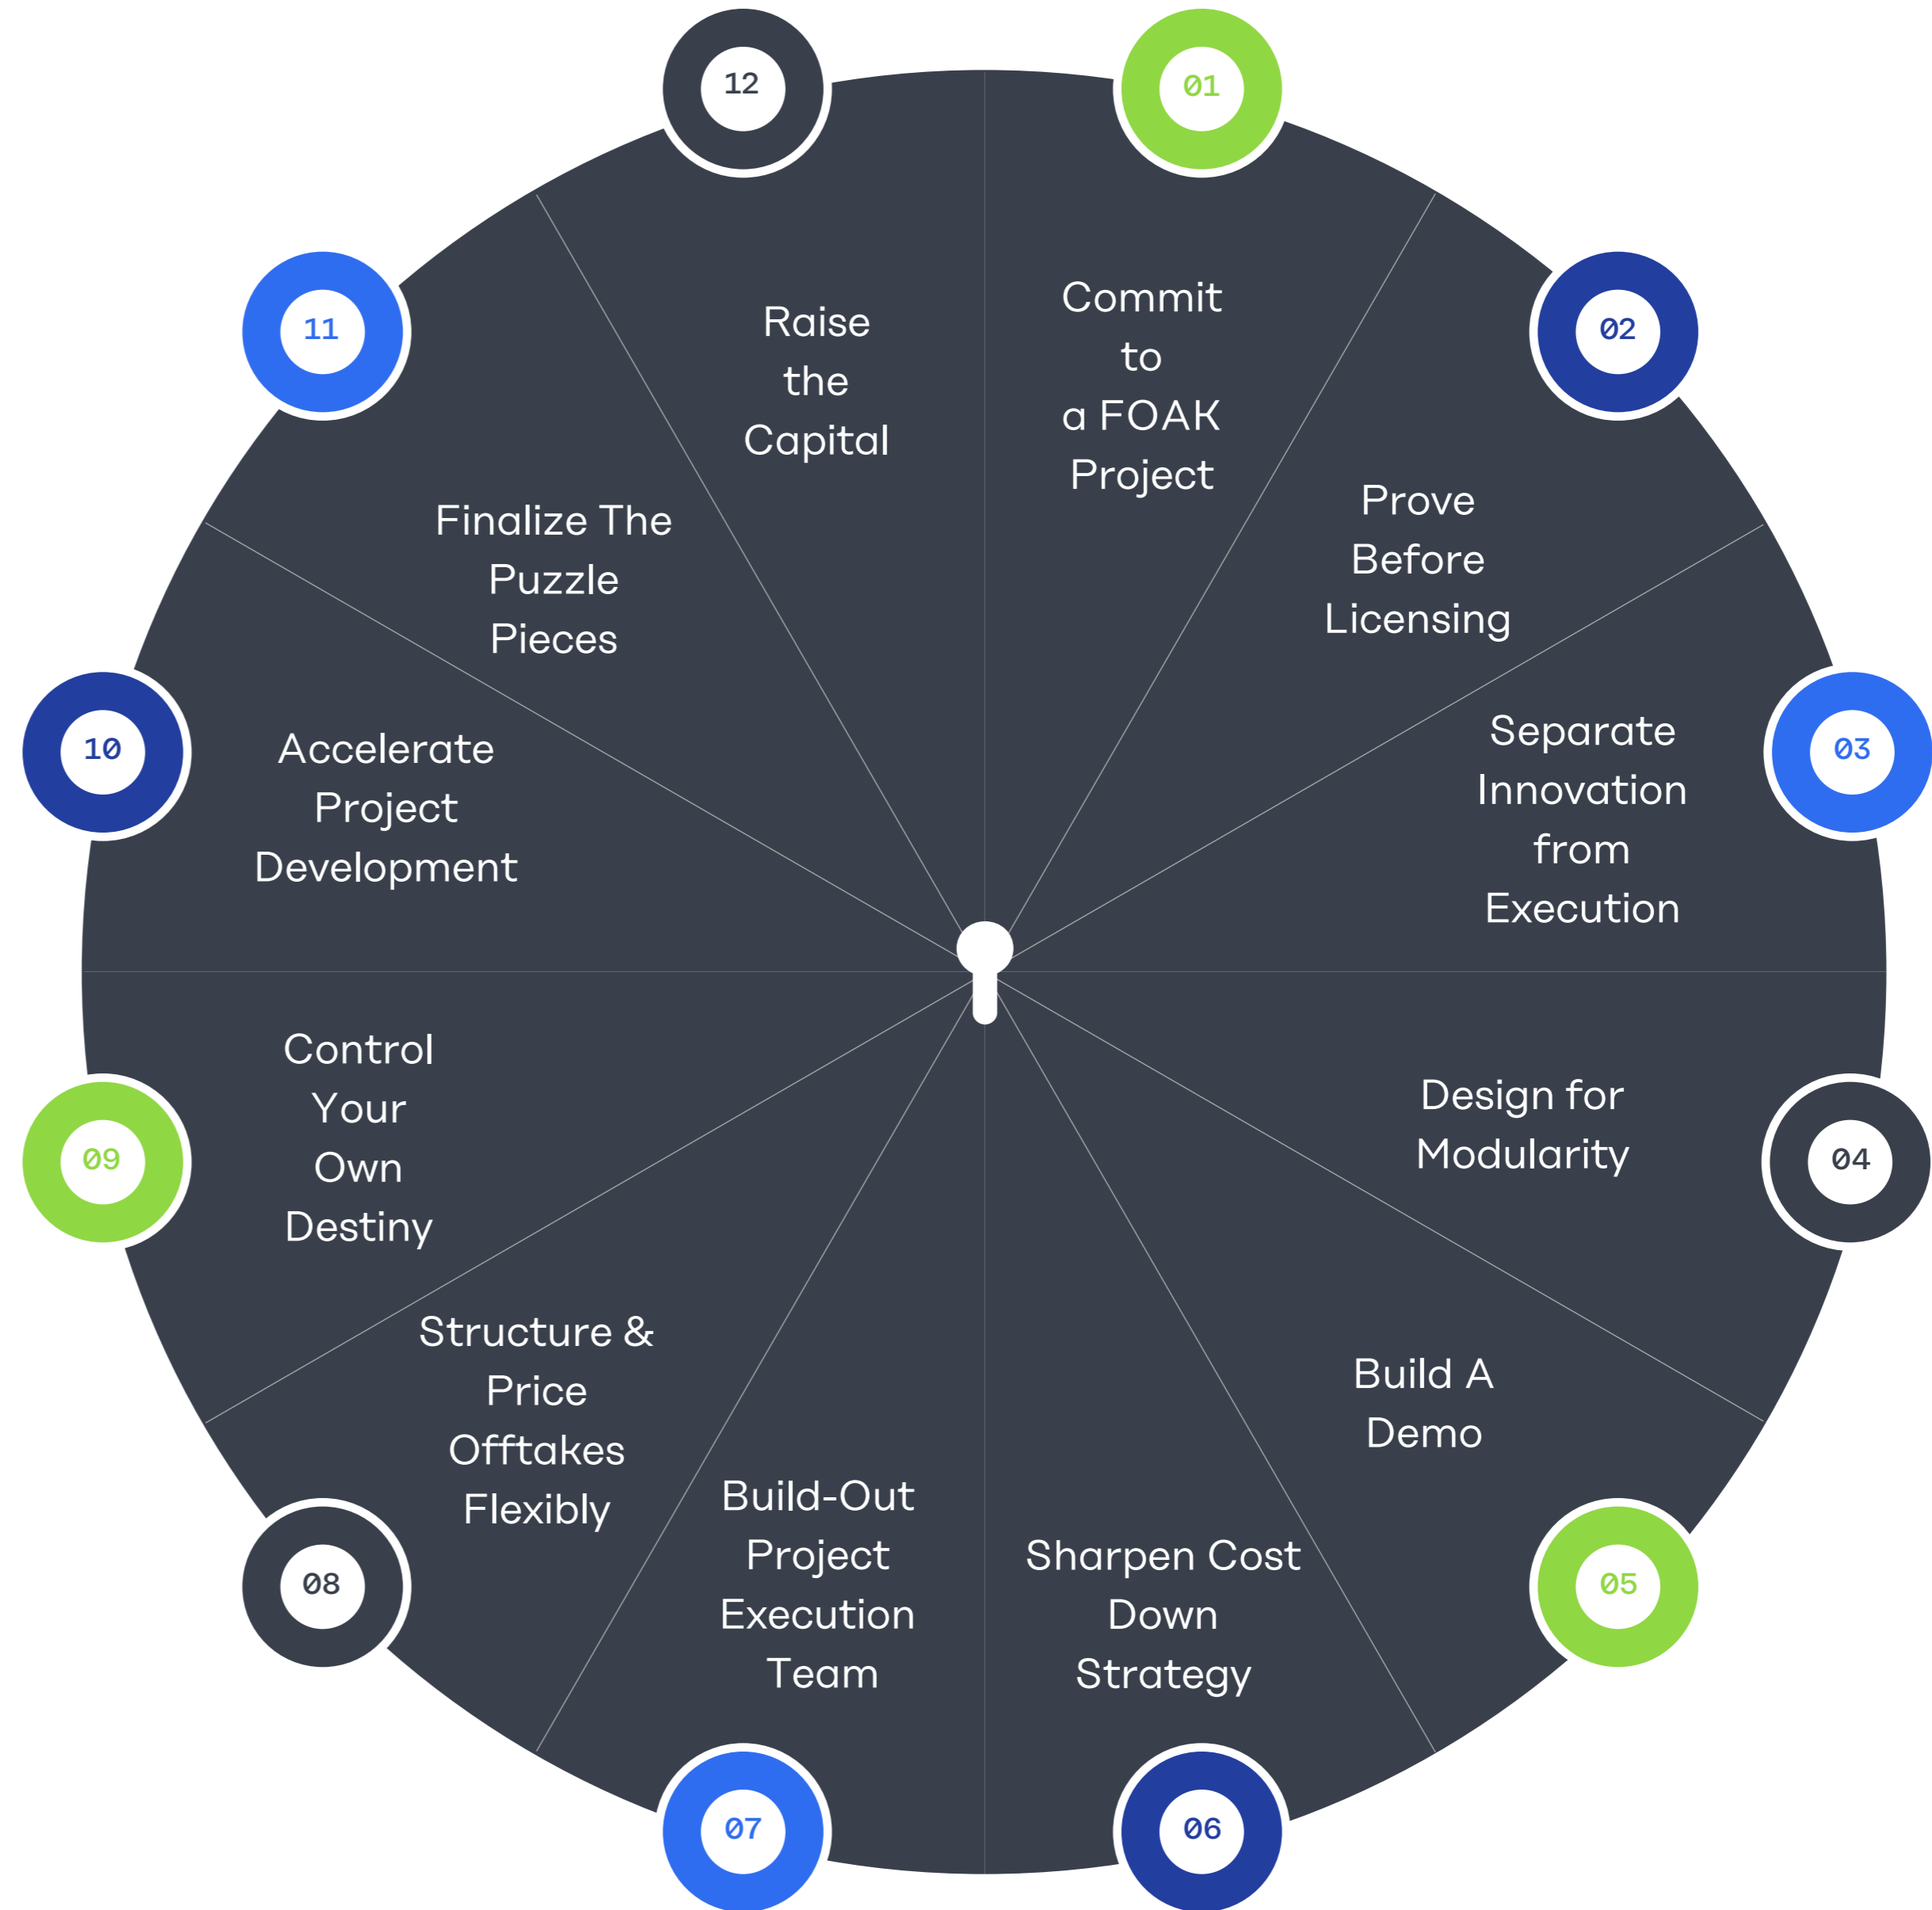 01
Commit
to
a FOAK
Project
02
Prove
Before
Licensing
03
Separate
Innovation
from
Execution
04
Design for
Modularity
05
Build A
Demo
06
Sharpen Cost
Down
Strategy
07
Build-Out
Project
Execution
Team
08
Structure &
Price
Offtakes
Flexibly
09
Control
Your
Own
Destiny
10
Accelerate
Project
Development
11
Finalize The
Puzzle
Pieces
12
Raise
the
Capital